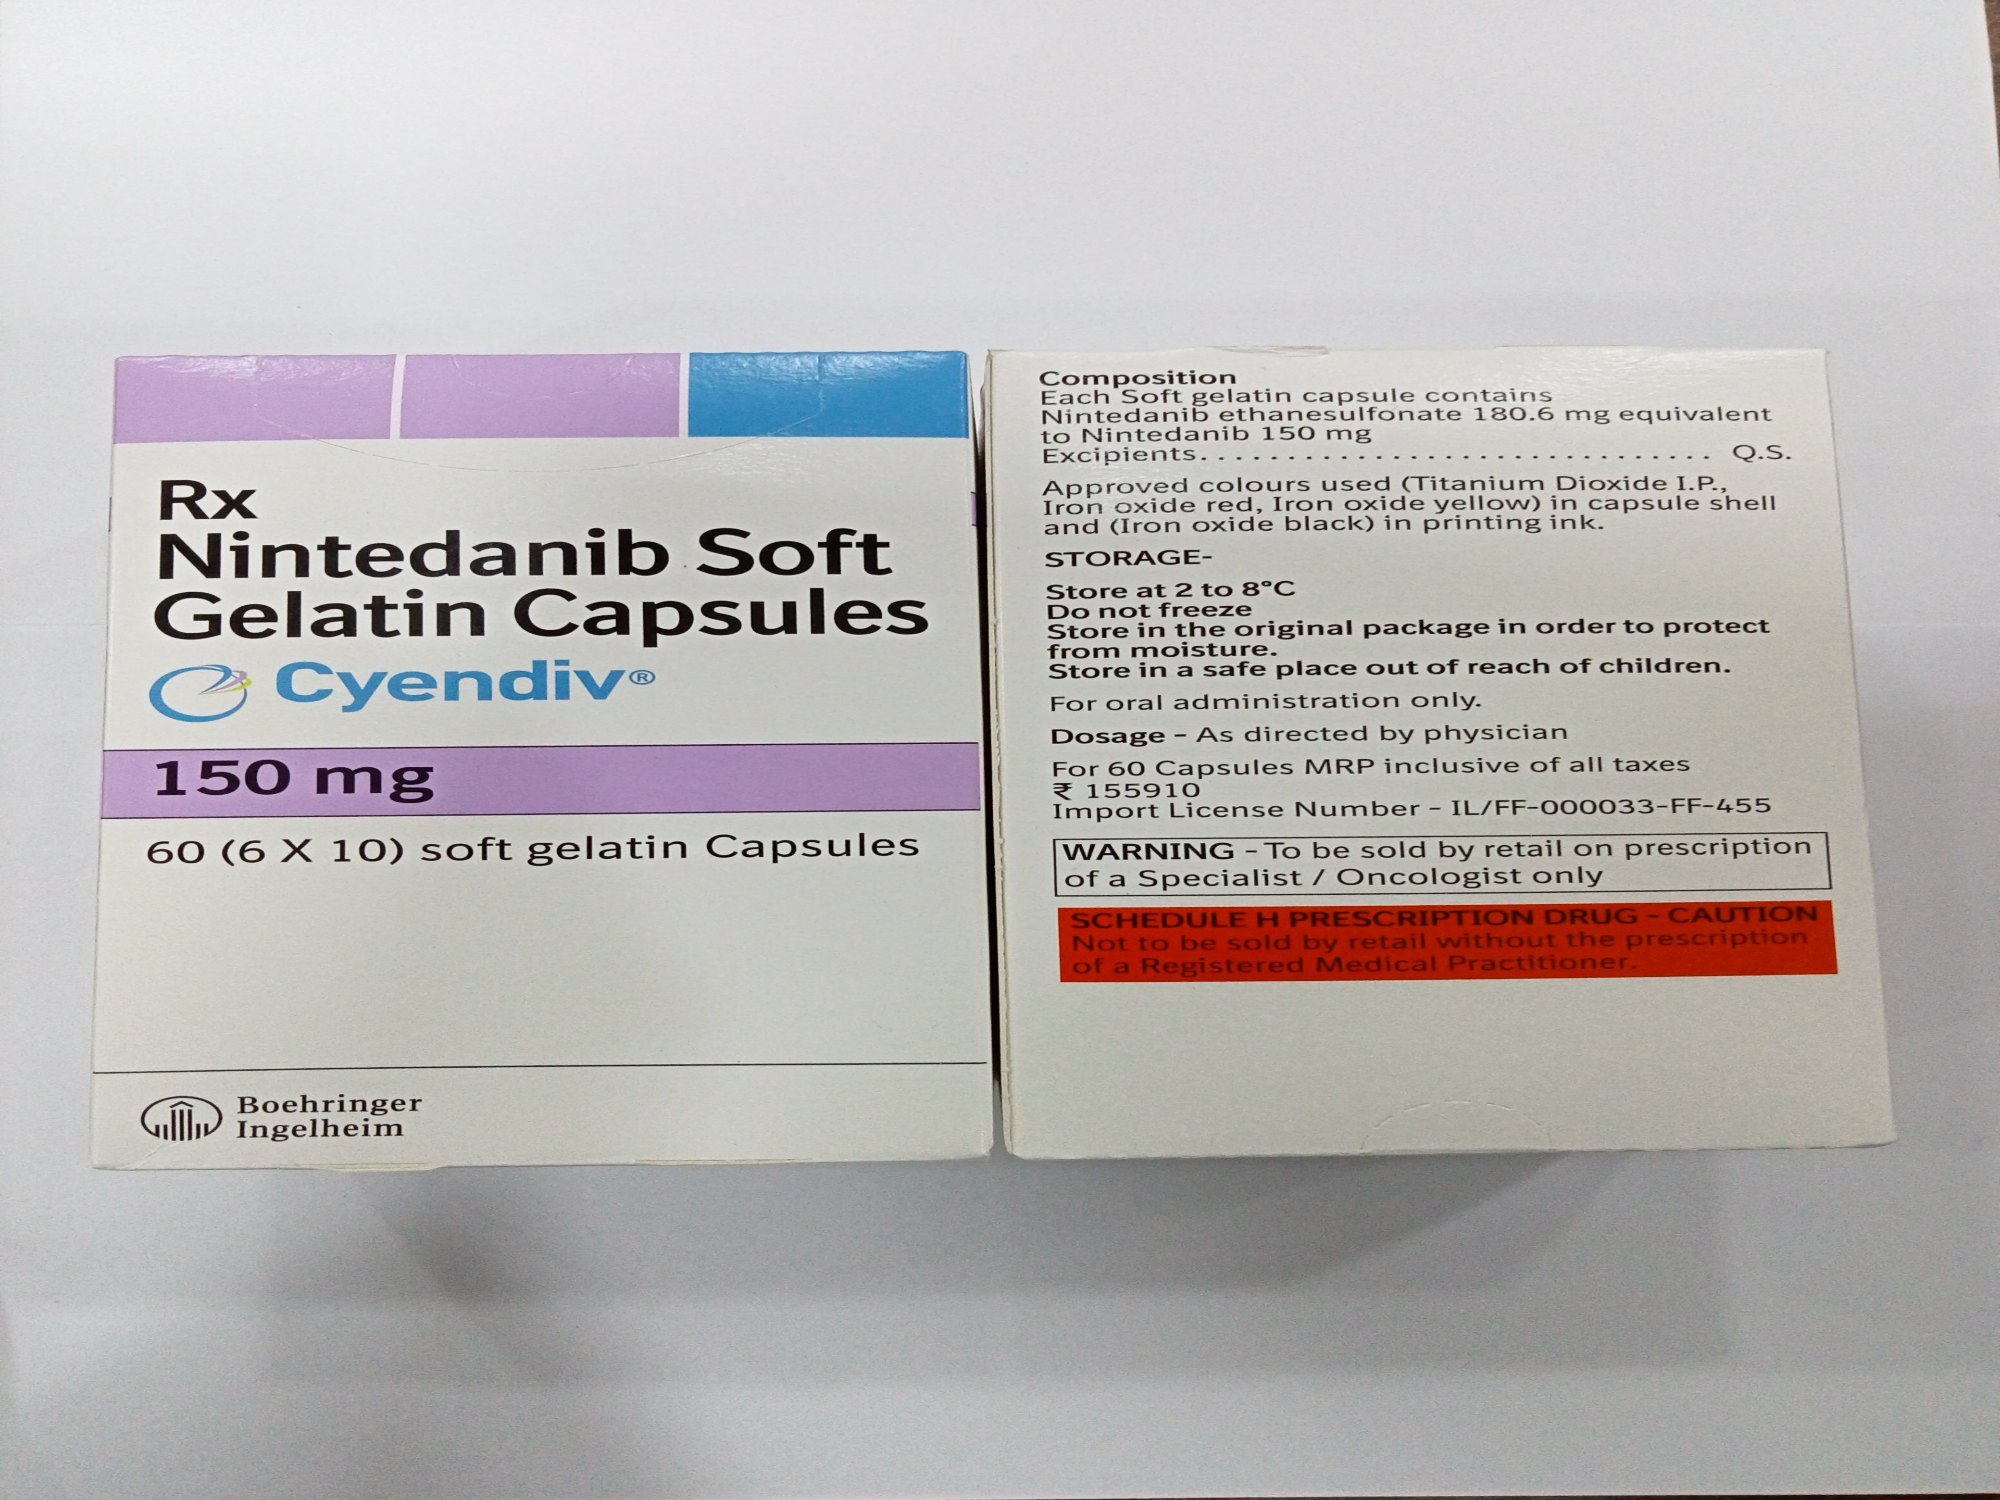 Rx
Nintedanib Soft
Gelatin Capsules
Cyendiv®
150 mg
60 (6 X 10) soft gelatin Capsules
Boehringer
Ingelheim
Composition
Each Soft gelatin capsule contains
Nintedanib ethanesulfonate 180.6 mg equivalent
to Nintedanib 150 mg
Excipients............................... Q.S.
Approved colours used (Titanium Dioxide I.P.,
Iron oxide red, Iron oxide yellow) in capsule shell
and (Iron oxide black) in printing ink.
STORAGE-
Store at 2 to 8°C
Do not freeze
Store in the original package in order to protect
from moisture.
Store in a safe place out of reach of children.
For oral administration only.
Dosage - As directed by physician
For 60 Capsules MRP inclusive of all taxes
₹ 155910
Import License Number - IL/FF-000033-FF-455
WARNING - To be sold by retail on prescription
of a Specialist / Oncologist only
SCHEDULE H PRESCRIPTION DRUG - CAUTION
Not to be sold by retail without the prescription
of a Registered Medical Practitioner.